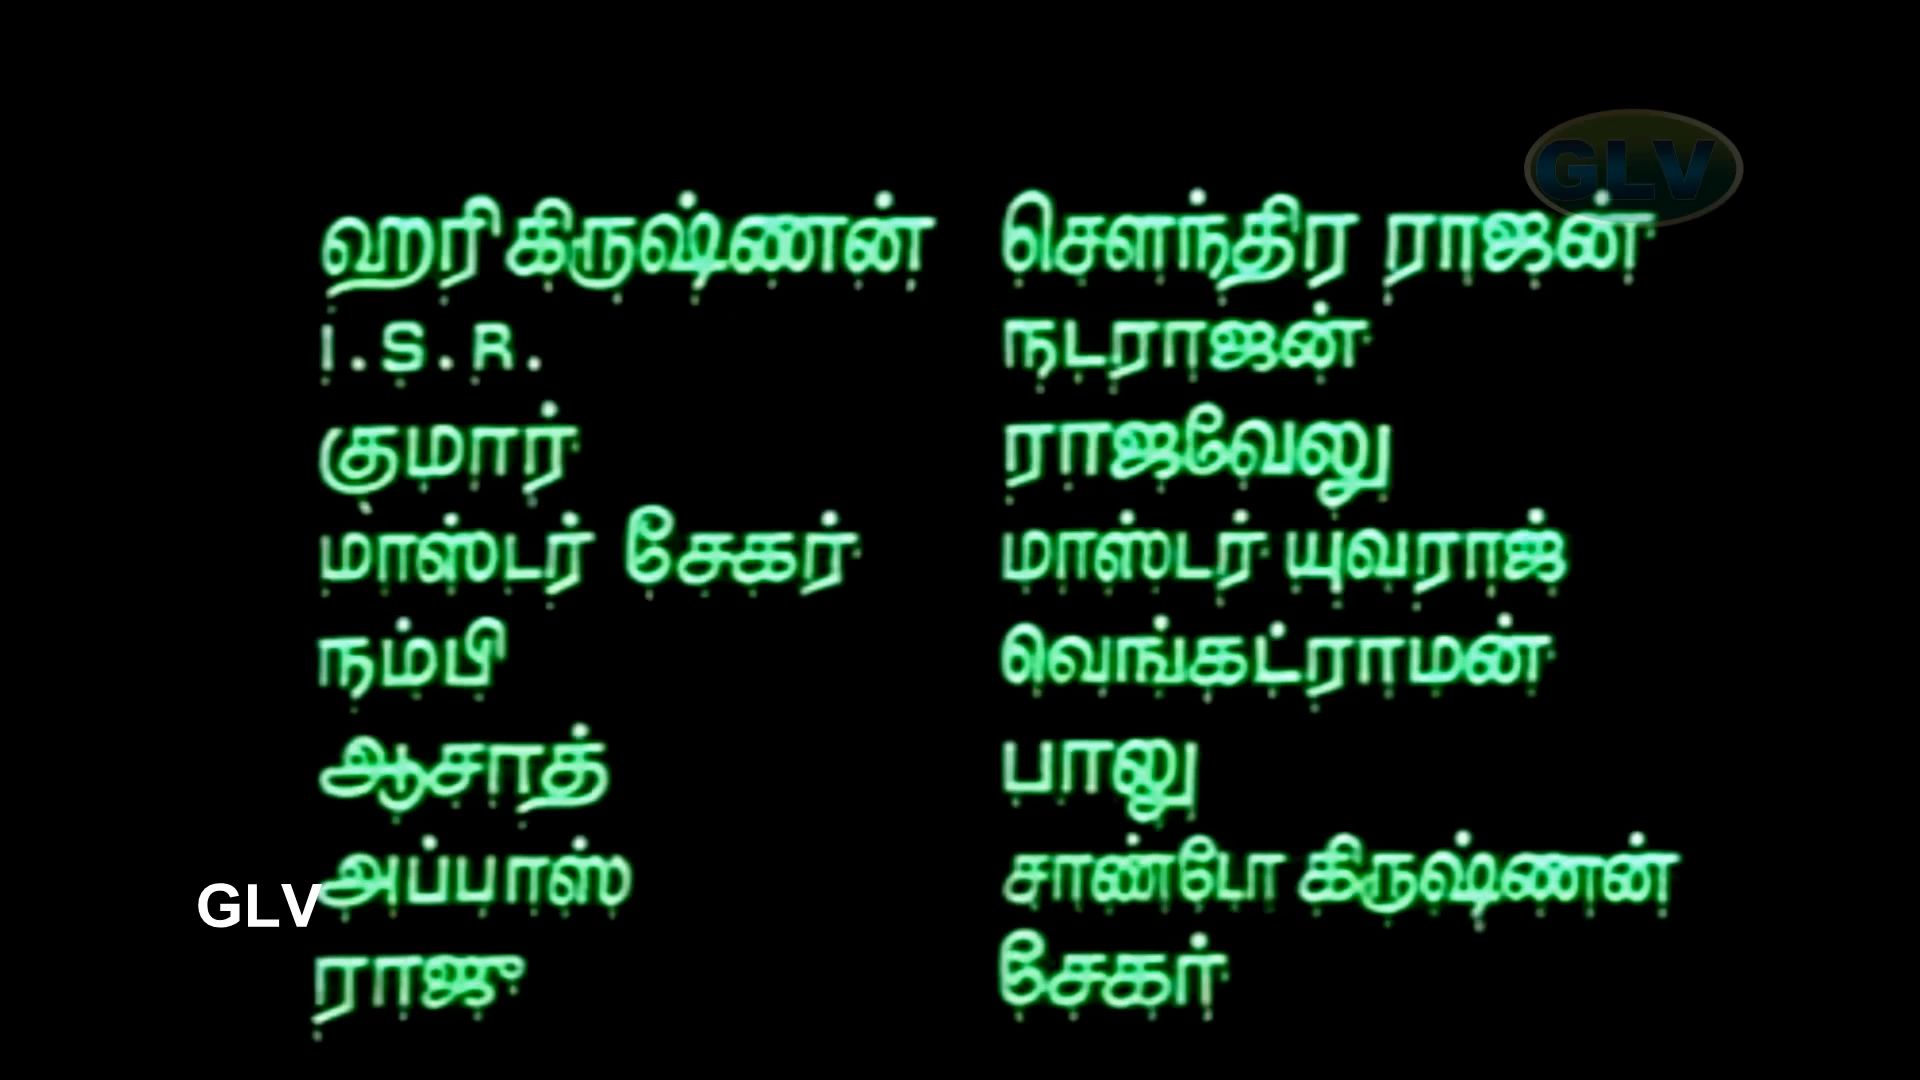 GLV
ஹரிகிருஷ்ணன் சௌந்திர ராஜன்
I.S.R. நடராஜன்
குமார் ராஜவேலு
மாஸ்டர் சேகர் மாஸ்டர் யுவராஜ்
நம்பி வெங்கட்ராமன்
ஆசாத் பாலு
அப்பாஸ் சாண்டோ கிருஷ்ணன்
GLV
ராஜு சேகர்